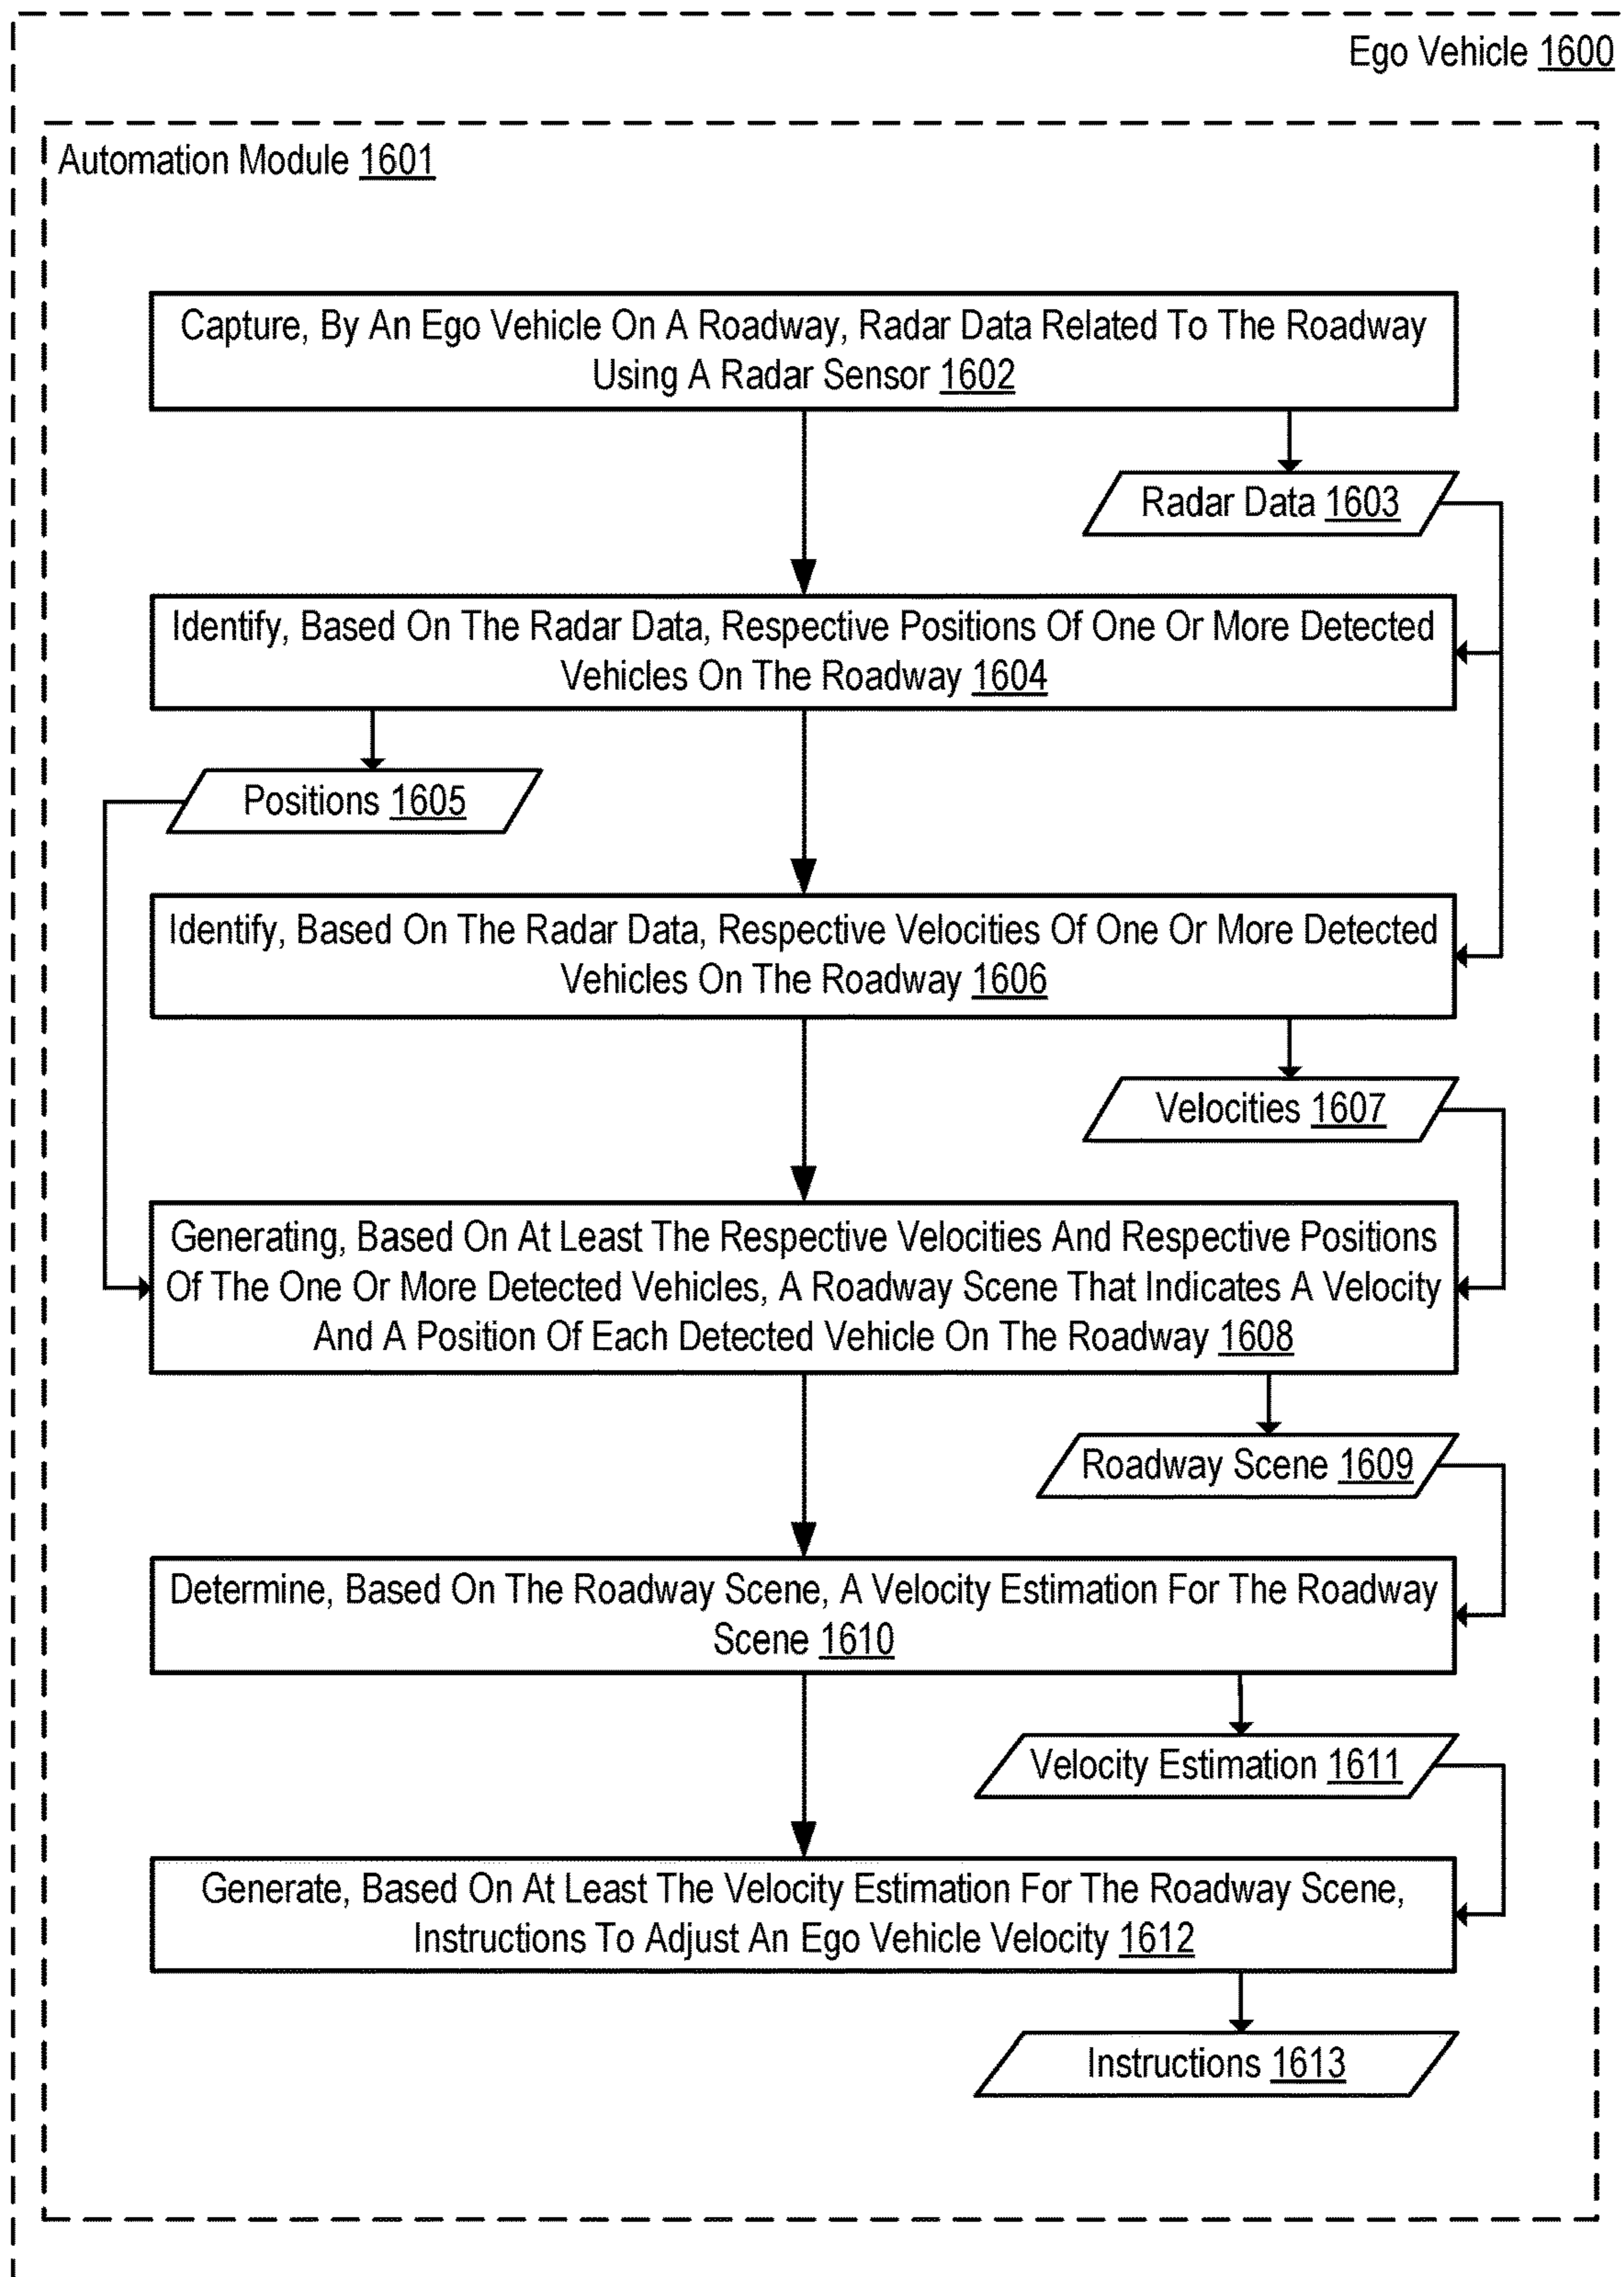 Ego Vehicle 1600
Automation Module 1601
Capture, By An Ego Vehicle On A Roadway, Radar Data Related To The Roadway
Using A Radar Sensor 1602
Radar Data 1603
Identify, Based On The Radar Data, Respective Positions Of One Or More Detected
Vehicles On The Roadway 1604
Positions 1605
Identify, Based On The Radar Data, Respective Velocities Of One Or More Detected
Vehicles On The Roadway 1606
Velocities 1607
Generating, Based On At Least The Respective Velocities And Respective Positions
Of The One Or More Detected Vehicles, A Roadway Scene That Indicates A Velocity
And A Position Of Each Detected Vehicle On The Roadway 1608
Roadway Scene 1609
Determine, Based On The Roadway Scene, A Velocity Estimation For The Roadway
Scene 1610
Velocity Estimation 1611
Generate, Based On At Least The Velocity Estimation For The Roadway Scene,
Instructions To Adjust An Ego Vehicle Velocity 1612
Instructions 1613